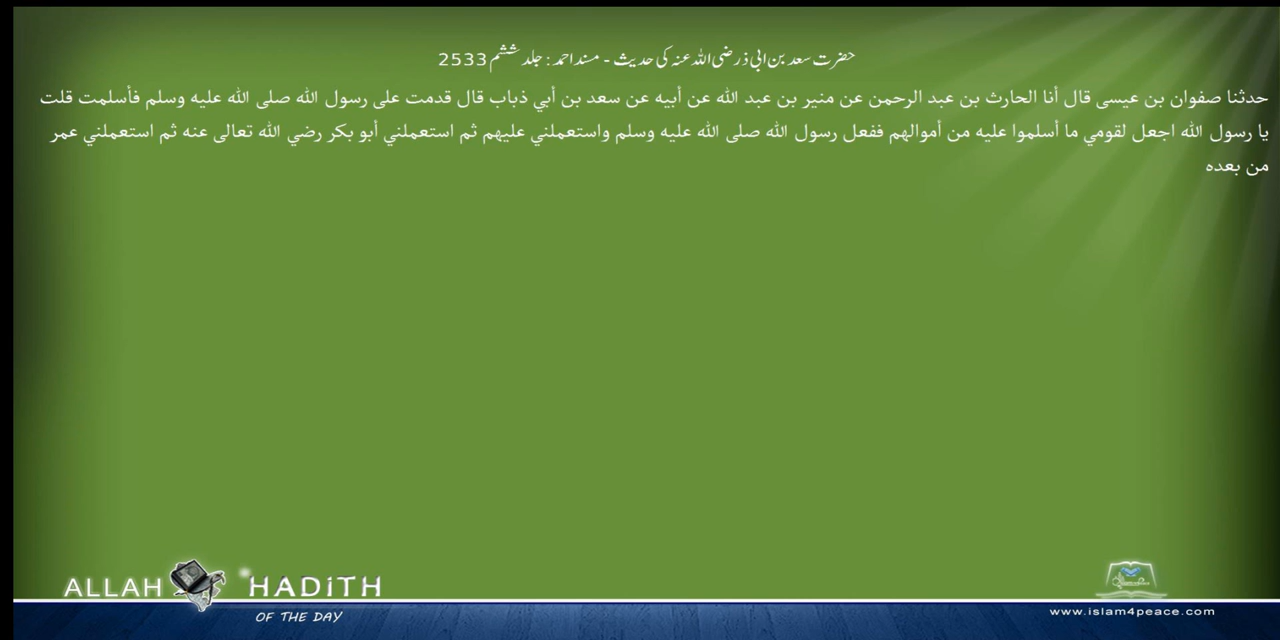 حضرت سعد بن ابی ذر رضی اللہ عنہ کی حدیث - مسند احمد : جلد ششم 2533
حدثنا صفوان بن عيسى قال أنا الحارث بن عبد الرحمن عن منير بن عبد الله عن أبيه عن سعد بن أبي ذباب قال قدمت على رسول الله صلى الله عليه وسلم فأسلمت قلت
يا رسول الله اجعل لقومي ما أسلموا عليه من أموالهم ففعل رسول الله صلى الله عليه وسلم واستعملني عليهم ثم استعملني أبو بكر رضي الله تعالى عنه ثم استعملني عمر
من بعده
ALLAH HADITH
OF THE DAY
www.islam4peace.com